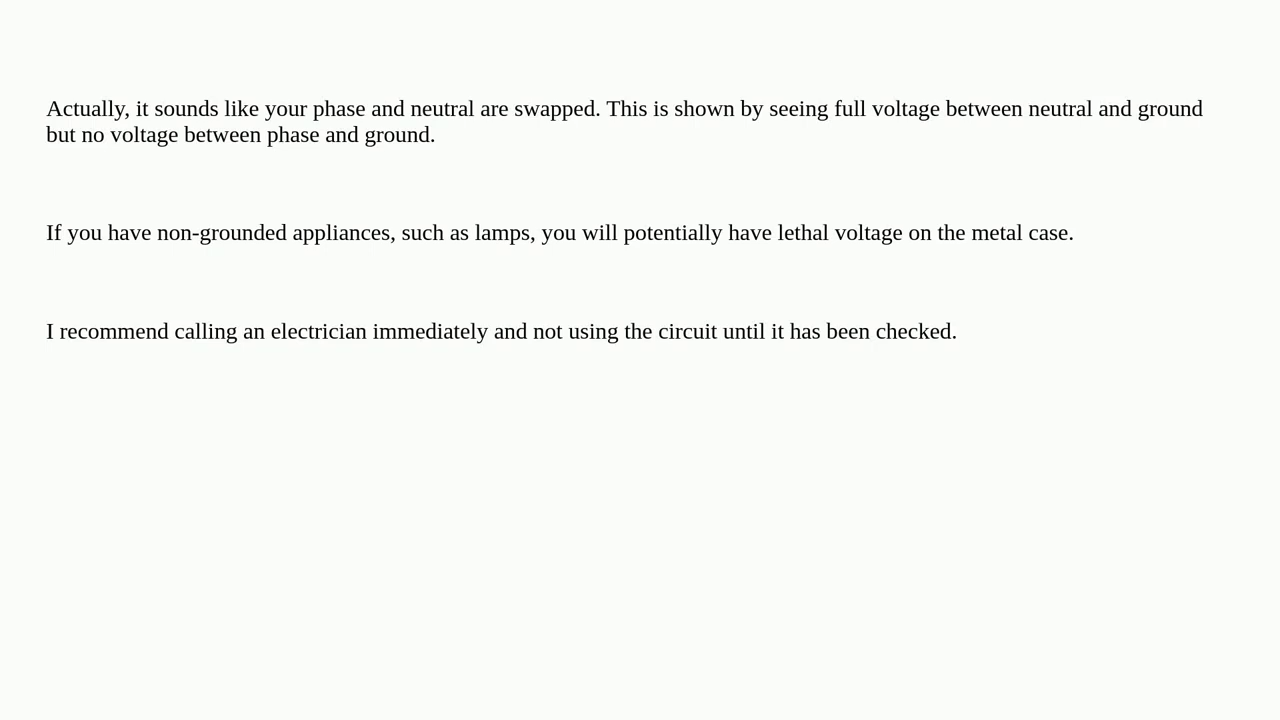 Actually, it sounds like your phase and neutral are swapped. This is shown by seeing full voltage between neutral and ground
but no voltage between phase and ground.
If you have non-grounded appliances, such as lamps, you will potentially have lethal voltage on the metal case.
I recommend calling an electrician immediately and not using the circuit until it has been checked.